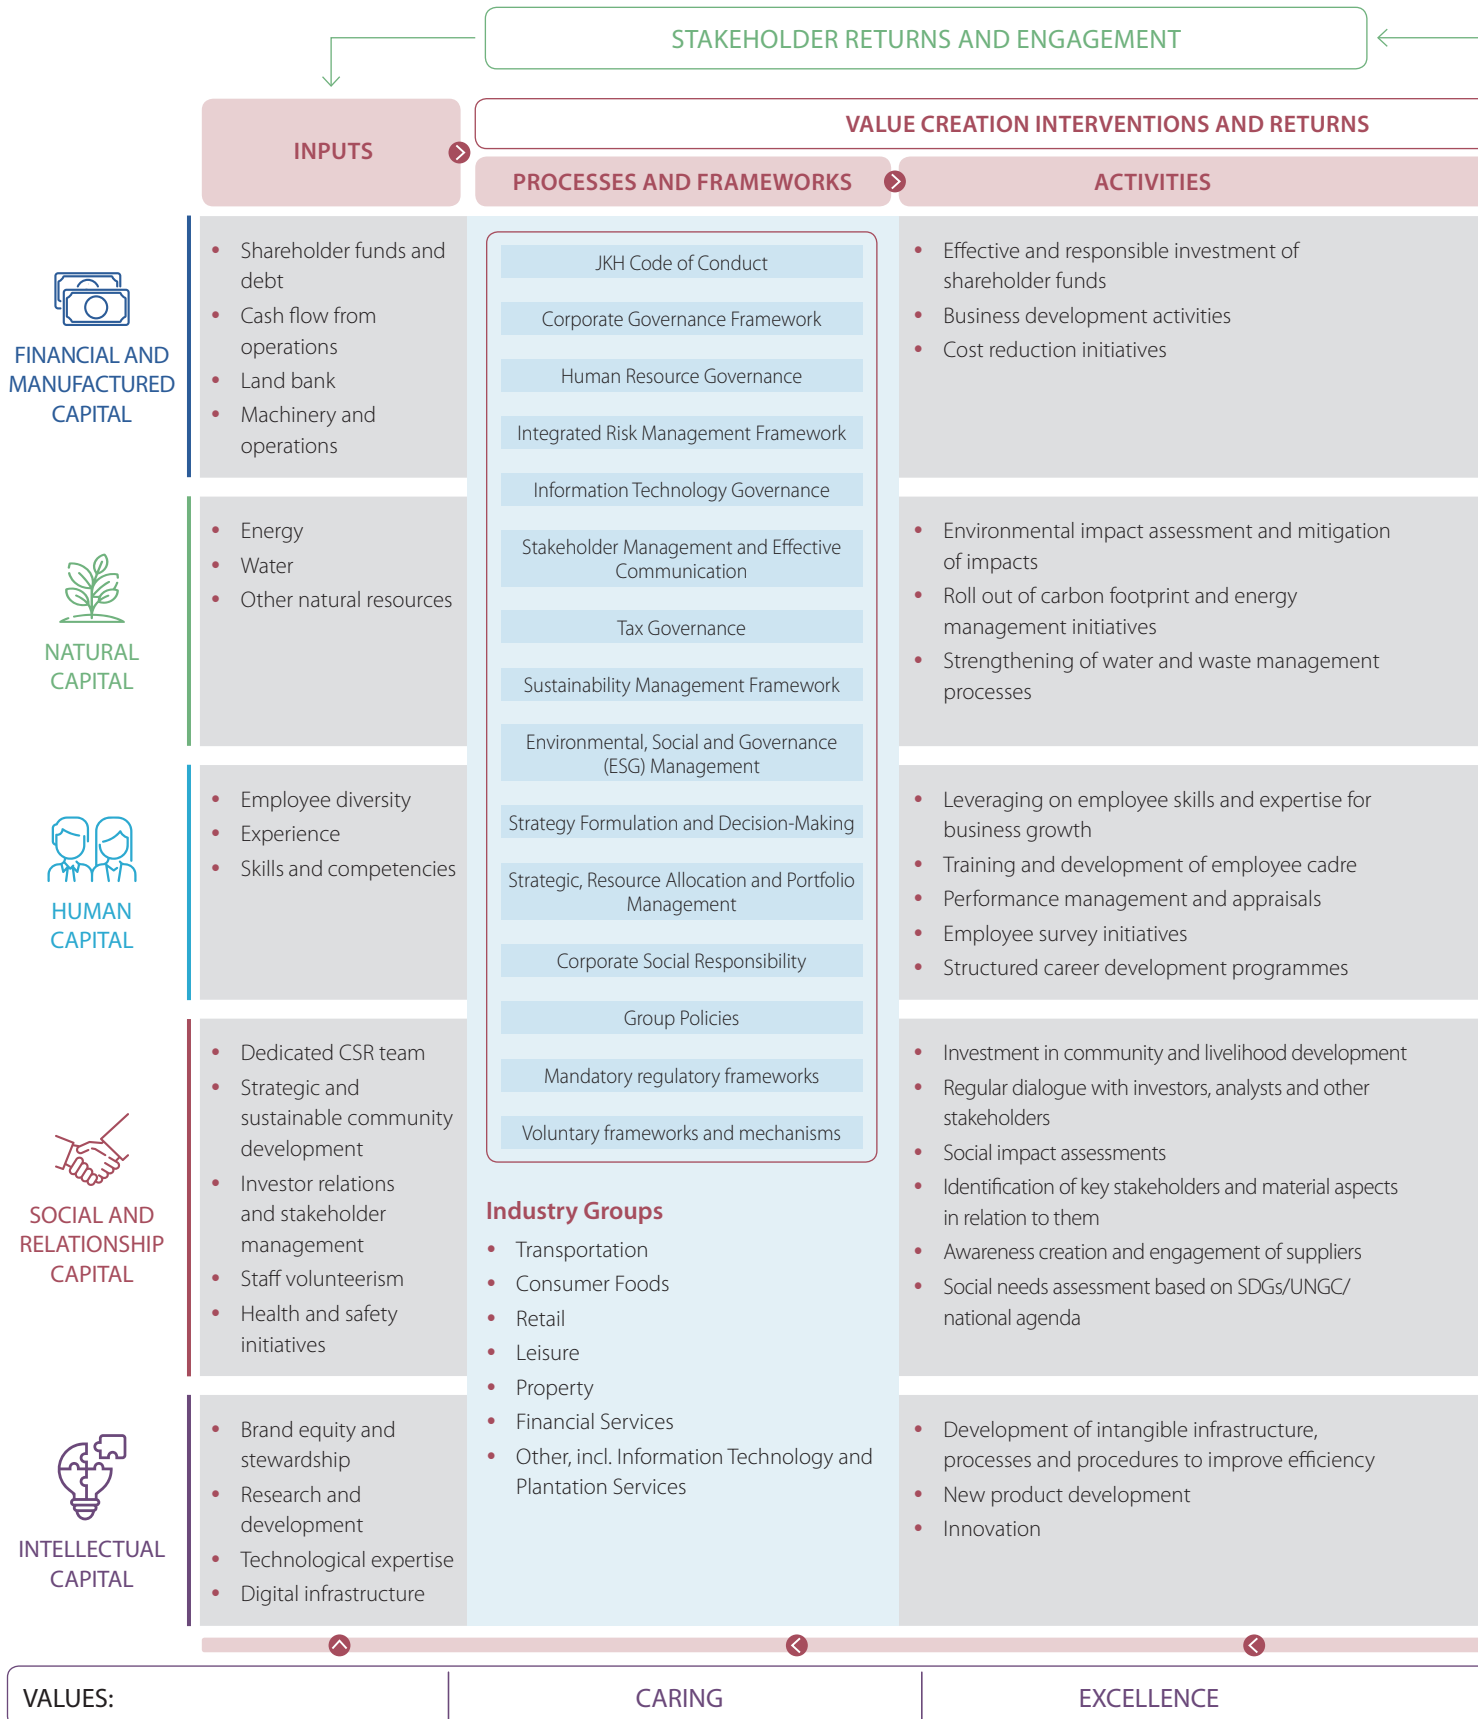 STAKEHOLDER RETURNS AND ENGAGEMENT
INPUTS
VALUE CREATION INTERVENTIONS AND RETURNS
PROCESSES AND FRAMEWORKS
ACTIVITIES
FINANCIAL AND
MANUFACTURED
CAPITAL
• Shareholder funds and
debt
• Cash flow from
operations
• Land bank
• Machinery and
operations
NATURAL
CAPITAL
• Energy
• Water
• Other natural resources
HUMAN
CAPITAL
• Employee diversity
• Experience
• Skills and competencies
SOCIAL AND
RELATIONSHIP
CAPITAL
• Dedicated CSR team
• Strategic and
sustainable community
development
• Investor relations
and stakeholder
management
• Staff volunteerism
• Health and safety
initiatives
INTELLECTUAL
CAPITAL
• Brand equity and
stewardship
• Research and
development
• Technological expertise
• Digital infrastructure
JKH Code of Conduct
Corporate Governance Framework
Human Resource Governance
Integrated Risk Management Framework
Information Technology Governance
Stakeholder Management and Effective
Communication
Tax Governance
Sustainability Management Framework
Environmental, Social and Governance
(ESG) Management
Strategy Formulation and Decision-Making
Strategic, Resource Allocation and Portfolio
Management
Corporate Social Responsibility
Group Policies
Mandatory regulatory frameworks
Voluntary frameworks and mechanisms
Industry Groups
• Transportation
• Consumer Foods
• Retail
• Leisure
• Property
• Financial Services
• Other, incl. Information Technology and
Plantation Services
• Effective and responsible investment of
shareholder funds
• Business development activities
• Cost reduction initiatives
• Environmental impact assessment and mitigation
of impacts
• Roll out of carbon footprint and energy
management initiatives
• Strengthening of water and waste management
processes
• Leveraging on employee skills and expertise for
business growth
• Training and development of employee cadre
• Performance management and appraisals
• Employee survey initiatives
• Structured career development programmes
• Investment in community and livelihood development
• Regular dialogue with investors, analysts and other
stakeholders
• Social impact assessments
• Identification of key stakeholders and material aspects
in relation to them
• Awareness creation and engagement of suppliers
• Social needs assessment based on SDGs/UNGC/
national agenda
• Development of intangible infrastructure,
processes and procedures to improve efficiency
• New product development
• Innovation
VALUES:
CARING
EXCELLENCE